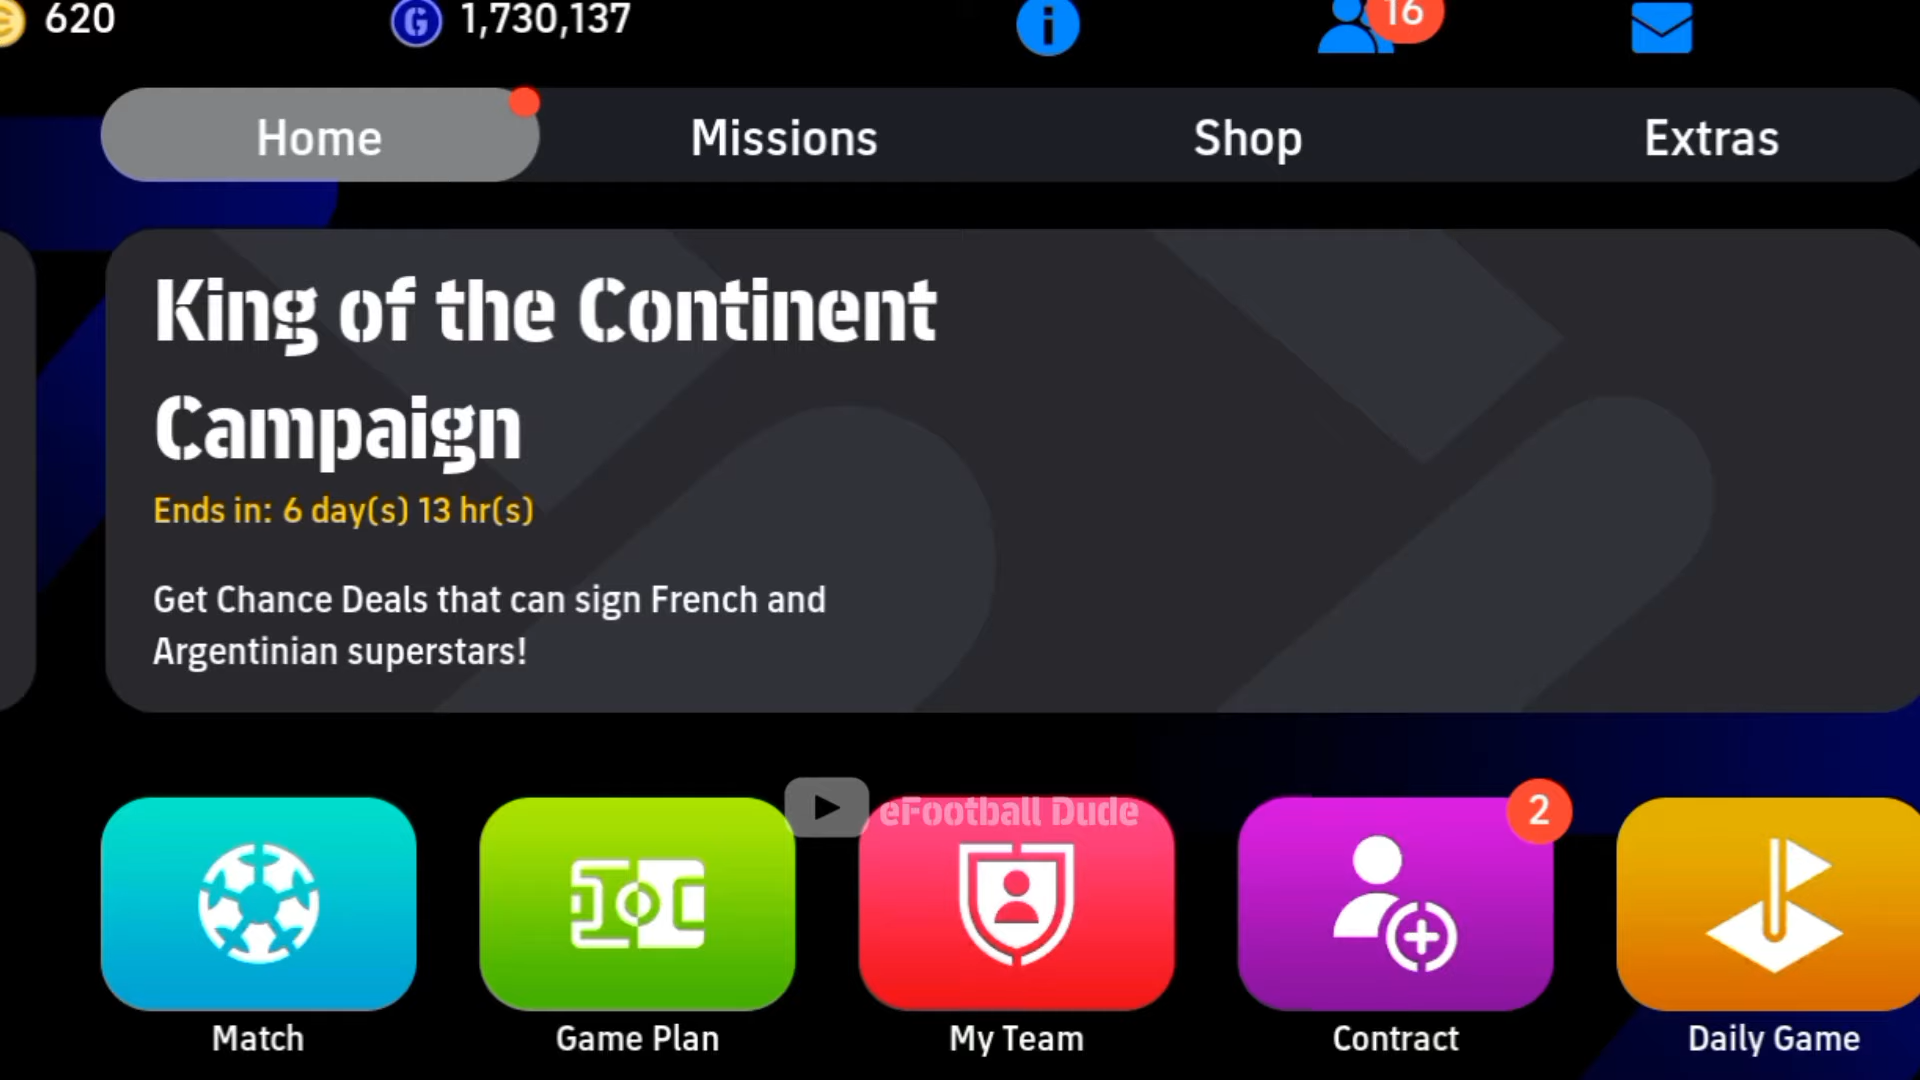 620
1,730,137
16
Home
Missions
Shop
Extras
King of the Continent
Campaign
Ends in: 6 day(s) 13 hr(s)
Get Chance Deals that can sign French and
Argentinian superstars!
eFootball Dude
2
Match
Game Plan
My Team
Contract
Daily Game